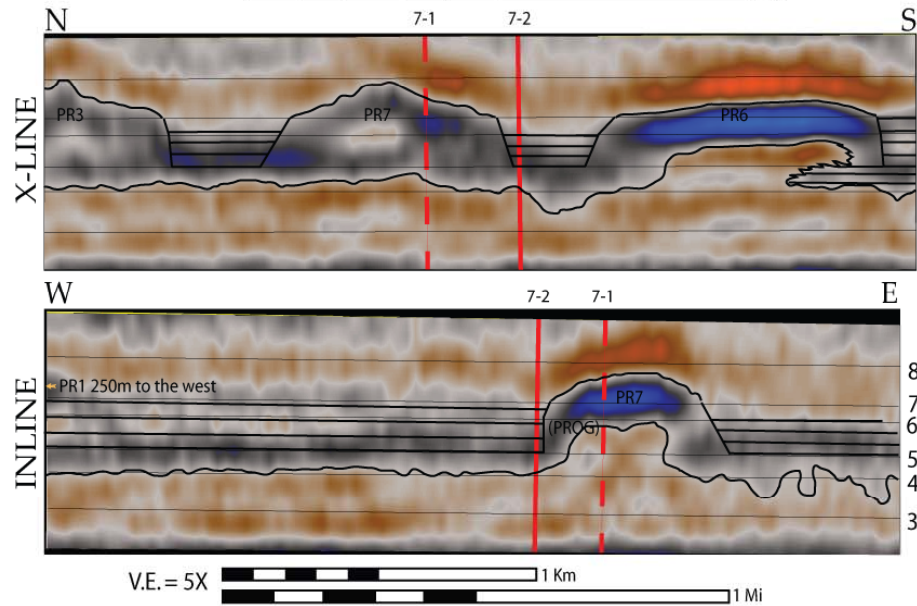 N 7-1 7-2 S
X-LINE
PR3 PR7 PR6
W 7-2 7-1 E
INLINE
PR1 250m to the west
PR7
(PROG)
8
7
6
5
4
3
V.E. = 5X
1 Km
1 Mi